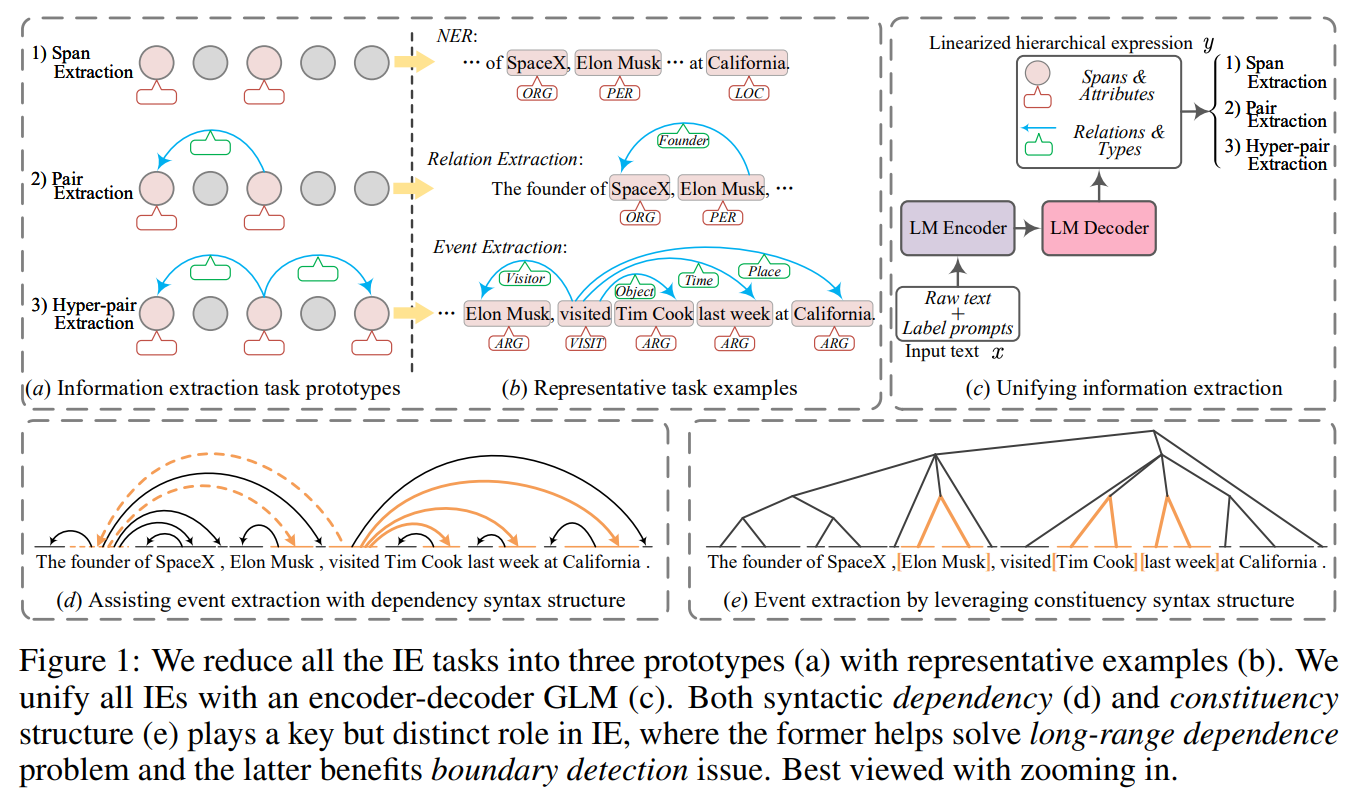 1) Span
Extraction
2) Pair
Extraction
3) Hyper-pair
Extraction
(a) Information extraction task prototypes
NER:
··· of SpaceX, Elon Musk ··· at California.
ORG PER LOC
Founder
Relation Extraction:
The founder of SpaceX, Elon Musk, ···
ORG PER
Event Extraction:
Visitor Object Time Place
··· Elon Musk, visited Tim Cook last week at California.
ARG VISIT ARG ARG ARG
(b) Representative task examples
Linearized hierarchical expression y
Spans &
Attributes
Relations &
Types
1) Span
Extraction
2) Pair
Extraction
3) Hyper-pair
Extraction
LM Encoder LM Decoder
Raw text
+
Label prompts
Input text x
(c) Unifying information extraction
The founder of SpaceX , Elon Musk , visited Tim Cook last week at California .
(d) Assisting event extraction with dependency syntax structure
The founder of SpaceX , Elon Musk , visited Tim Cook last week at California .
(e) Event extraction by leveraging constituency syntax structure
Figure 1: We reduce all the IE tasks into three prototypes (a) with representative examples (b). We
unify all IEs with an encoder-decoder GLM (c). Both syntactic dependency (d) and constituency
structure (e) plays a key but distinct role in IE, where the former helps solve long-range dependence
problem and the latter benefits boundary detection issue. Best viewed with zooming in.